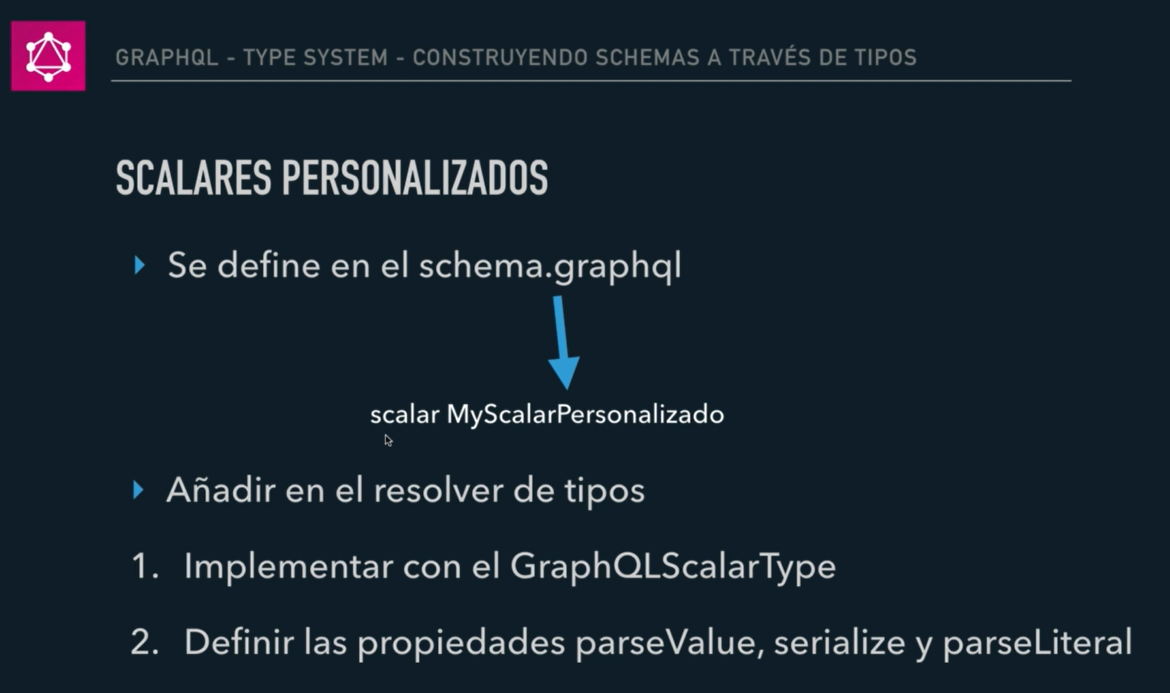 GRAPHQL - TYPE SYSTEM - CONSTRUYENDO SCHEMAS A TRAVÉS DE TIPOS
SCALARES PERSONALIZADOS
Se define en el schema.graphql
scalar MyScalarPersonalizado
Añadir en el resolver de tipos
1. Implementar con el GraphQLScalarType
2. Definir las propiedades parseValue, serialize y parseLiteral